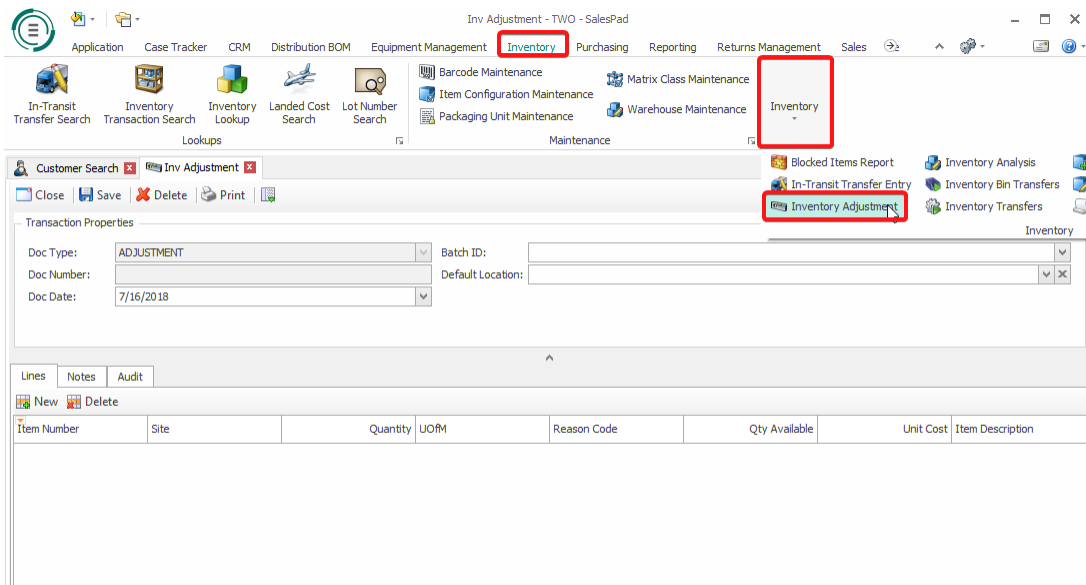 Inv Adjustment - TWO - SalesPad
Application Case Tracker CRM Distribution BOM Equipment Management Inventory Purchasing Reporting Returns Management Sales
In-Transit Transfer Search
Inventory Transaction Search
Inventory Lookup
Landed Cost Search
Lot Number Search
Lookups
Barcode Maintenance
Item Configuration Maintenance
Packaging Unit Maintenance
Matrix Class Maintenance
Warehouse Maintenance
Maintenance
Inventory
Blocked Items Report Inventory Analysis
In-Transit Transfer Entry Inventory Bin Transfers
Inventory Adjustment Inventory Transfers
Inventory
Customer Search Inv Adjustment
Close Save Delete Print
Transaction Properties
Doc Type: ADJUSTMENT Batch ID:
Doc Number: Default Location:
Doc Date: 7/16/2018
Lines Notes Audit
New Delete
Item Number Site Quantity UOfM Reason Code Qty Available Unit Cost Item Description